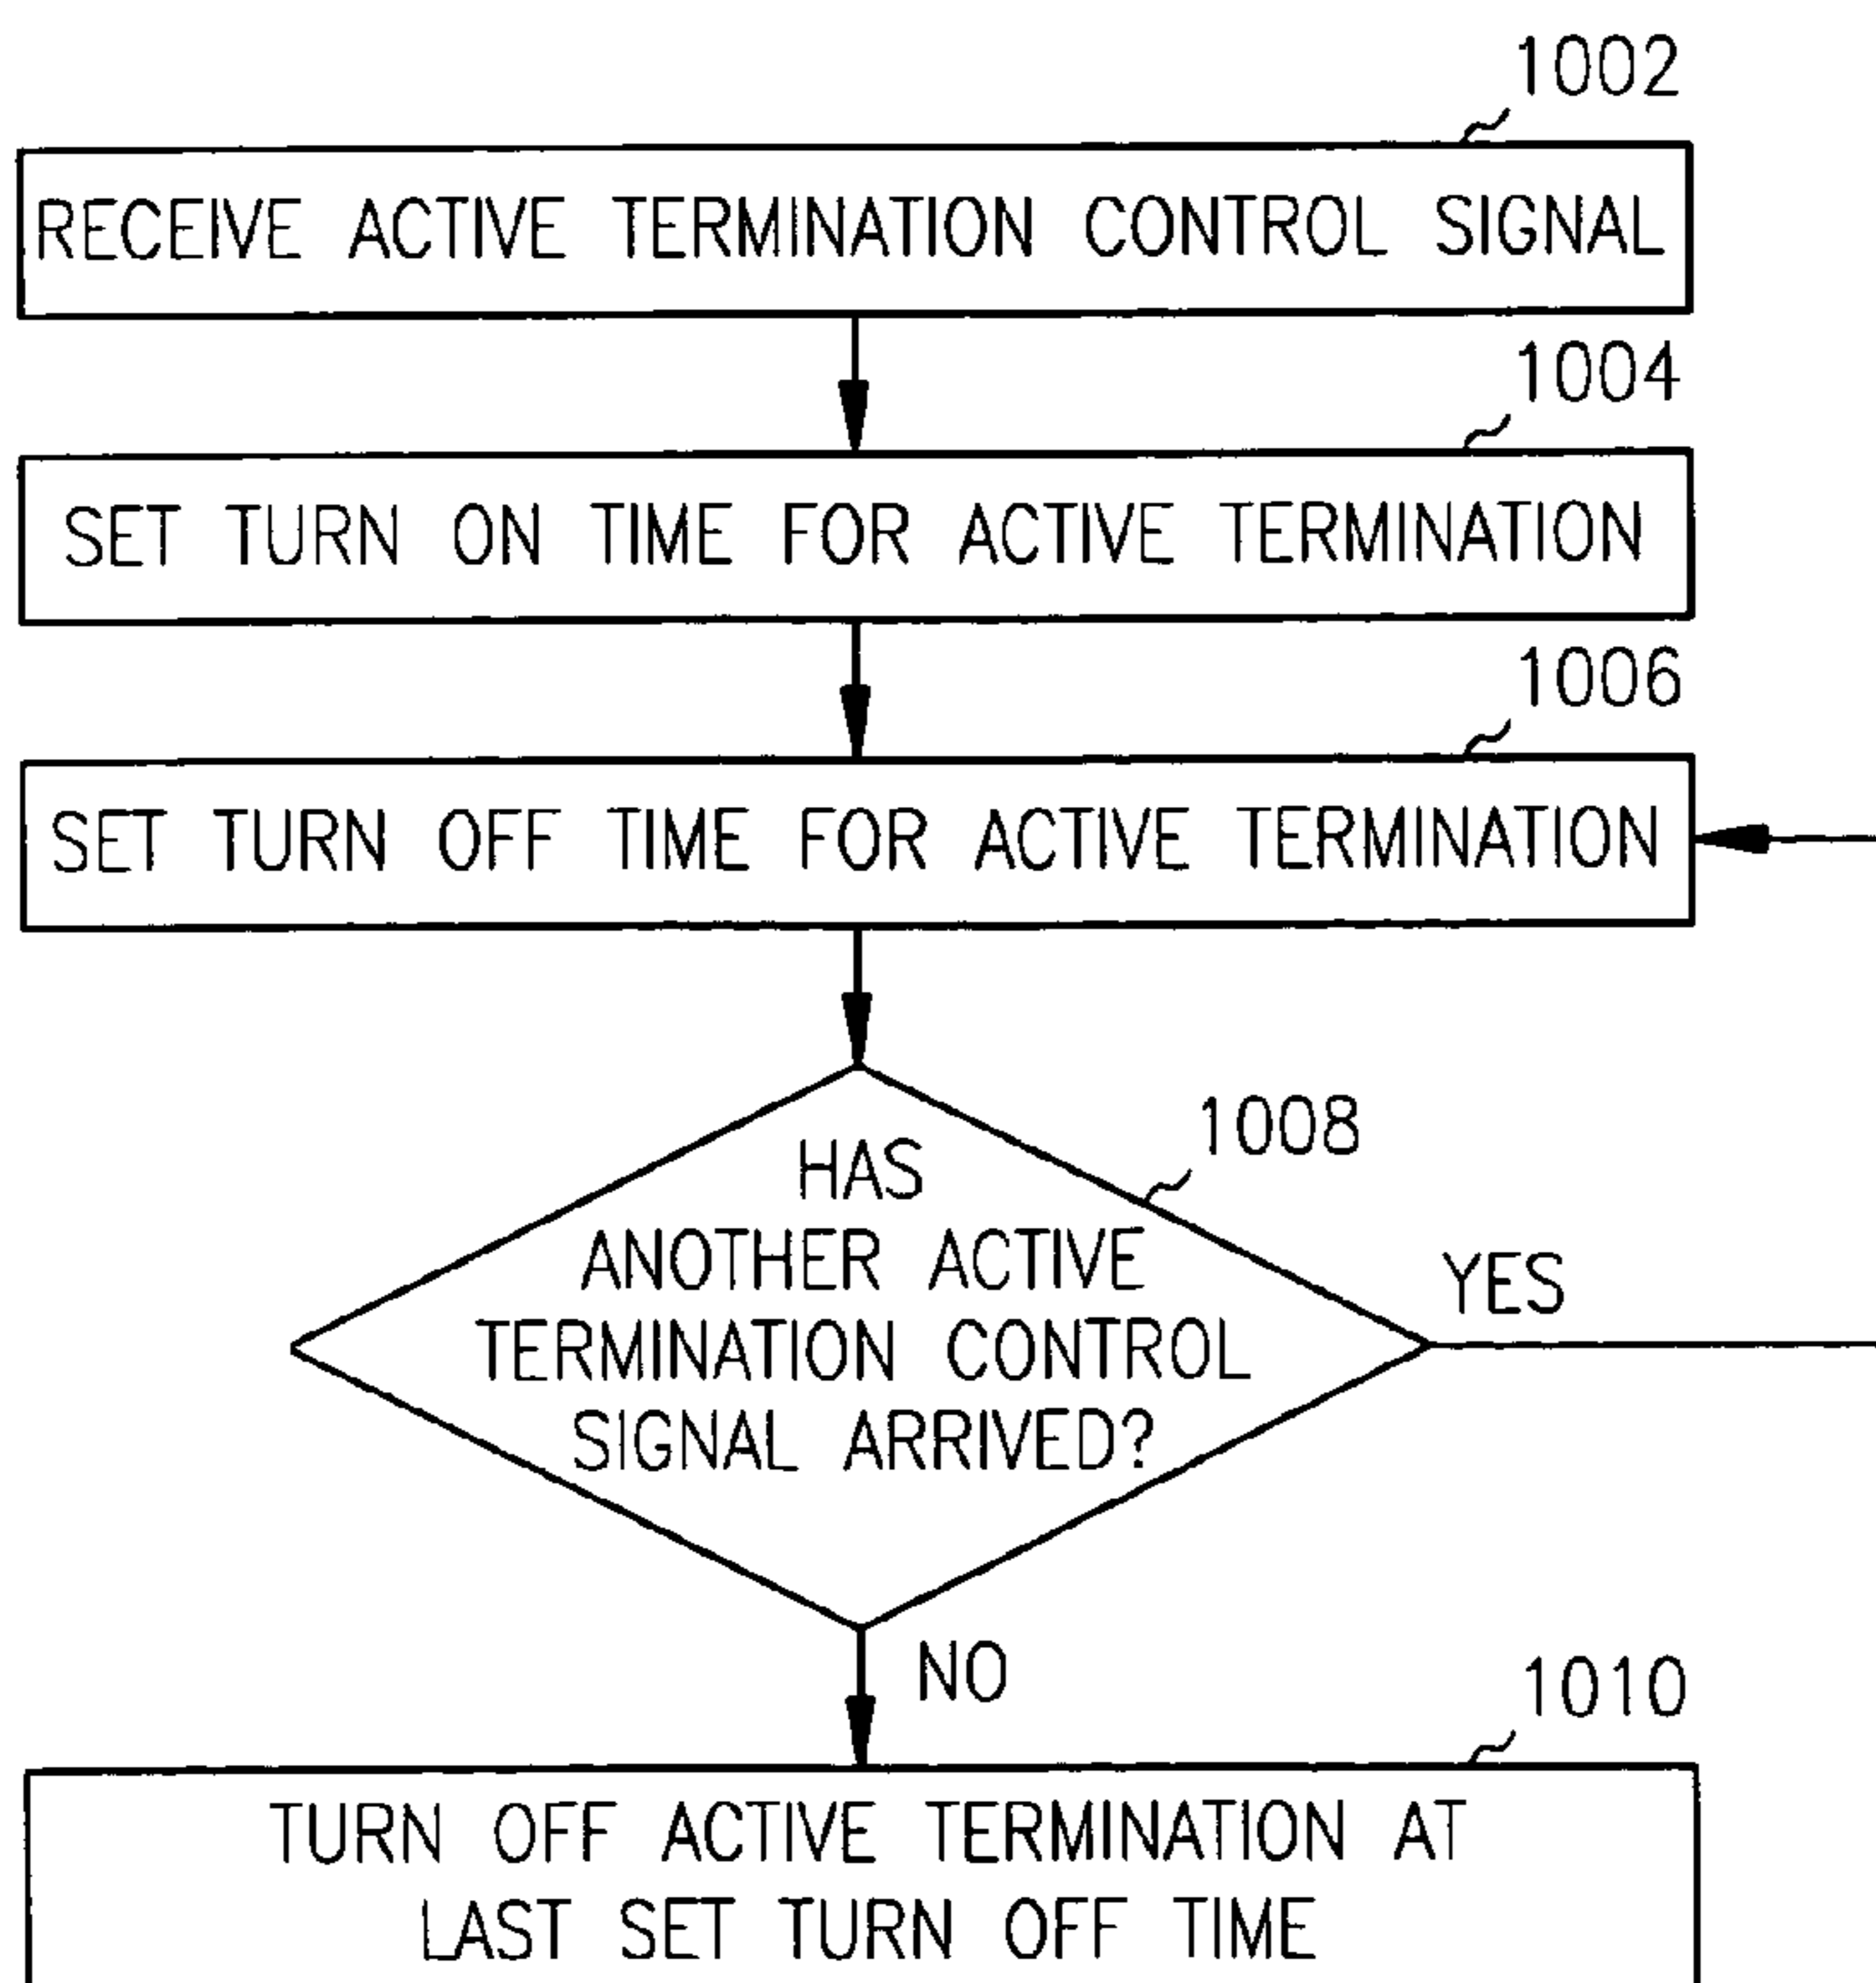 1002
RECEIVE ACTIVE TERMINATION CONTROL SIGNAL
1004
SET TURN ON TIME FOR ACTIVE TERMINATION
1006
SET TURN OFF TIME FOR ACTIVE TERMINATION
1008
HAS
ANOTHER ACTIVE
TERMINATION CONTROL
SIGNAL ARRIVED?
YES
NO
1010
TURN OFF ACTIVE TERMINATION AT
LAST SET TURN OFF TIME